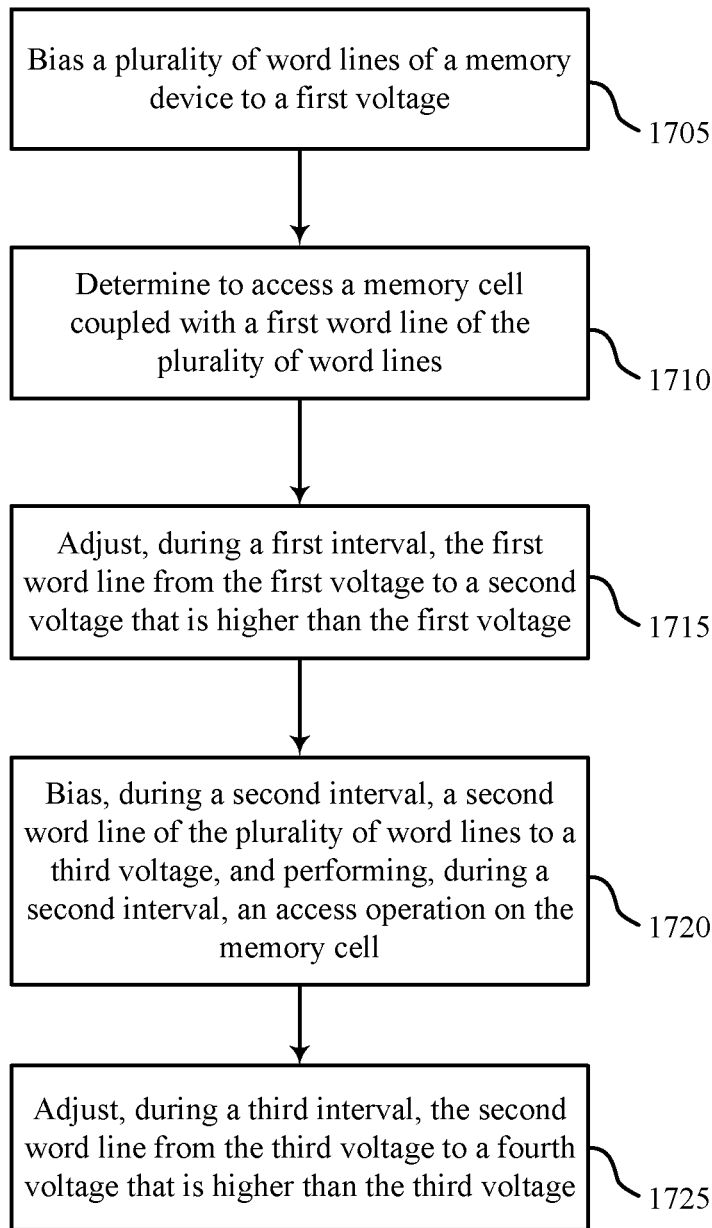 Bias a plurality of word lines of a memory
device to a first voltage
1705
Determine to access a memory cell
coupled with a first word line of the
plurality of word lines
1710
Adjust, during a first interval, the first
word line from the first voltage to a second
voltage that is higher than the first voltage
1715
Bias, during a second interval, a second
word line of the plurality of word lines to a
third voltage, and performing, during a
second interval, an access operation on the
memory cell
1720
Adjust, during a third interval, the second
word line from the third voltage to a fourth
voltage that is higher than the third voltage
1725